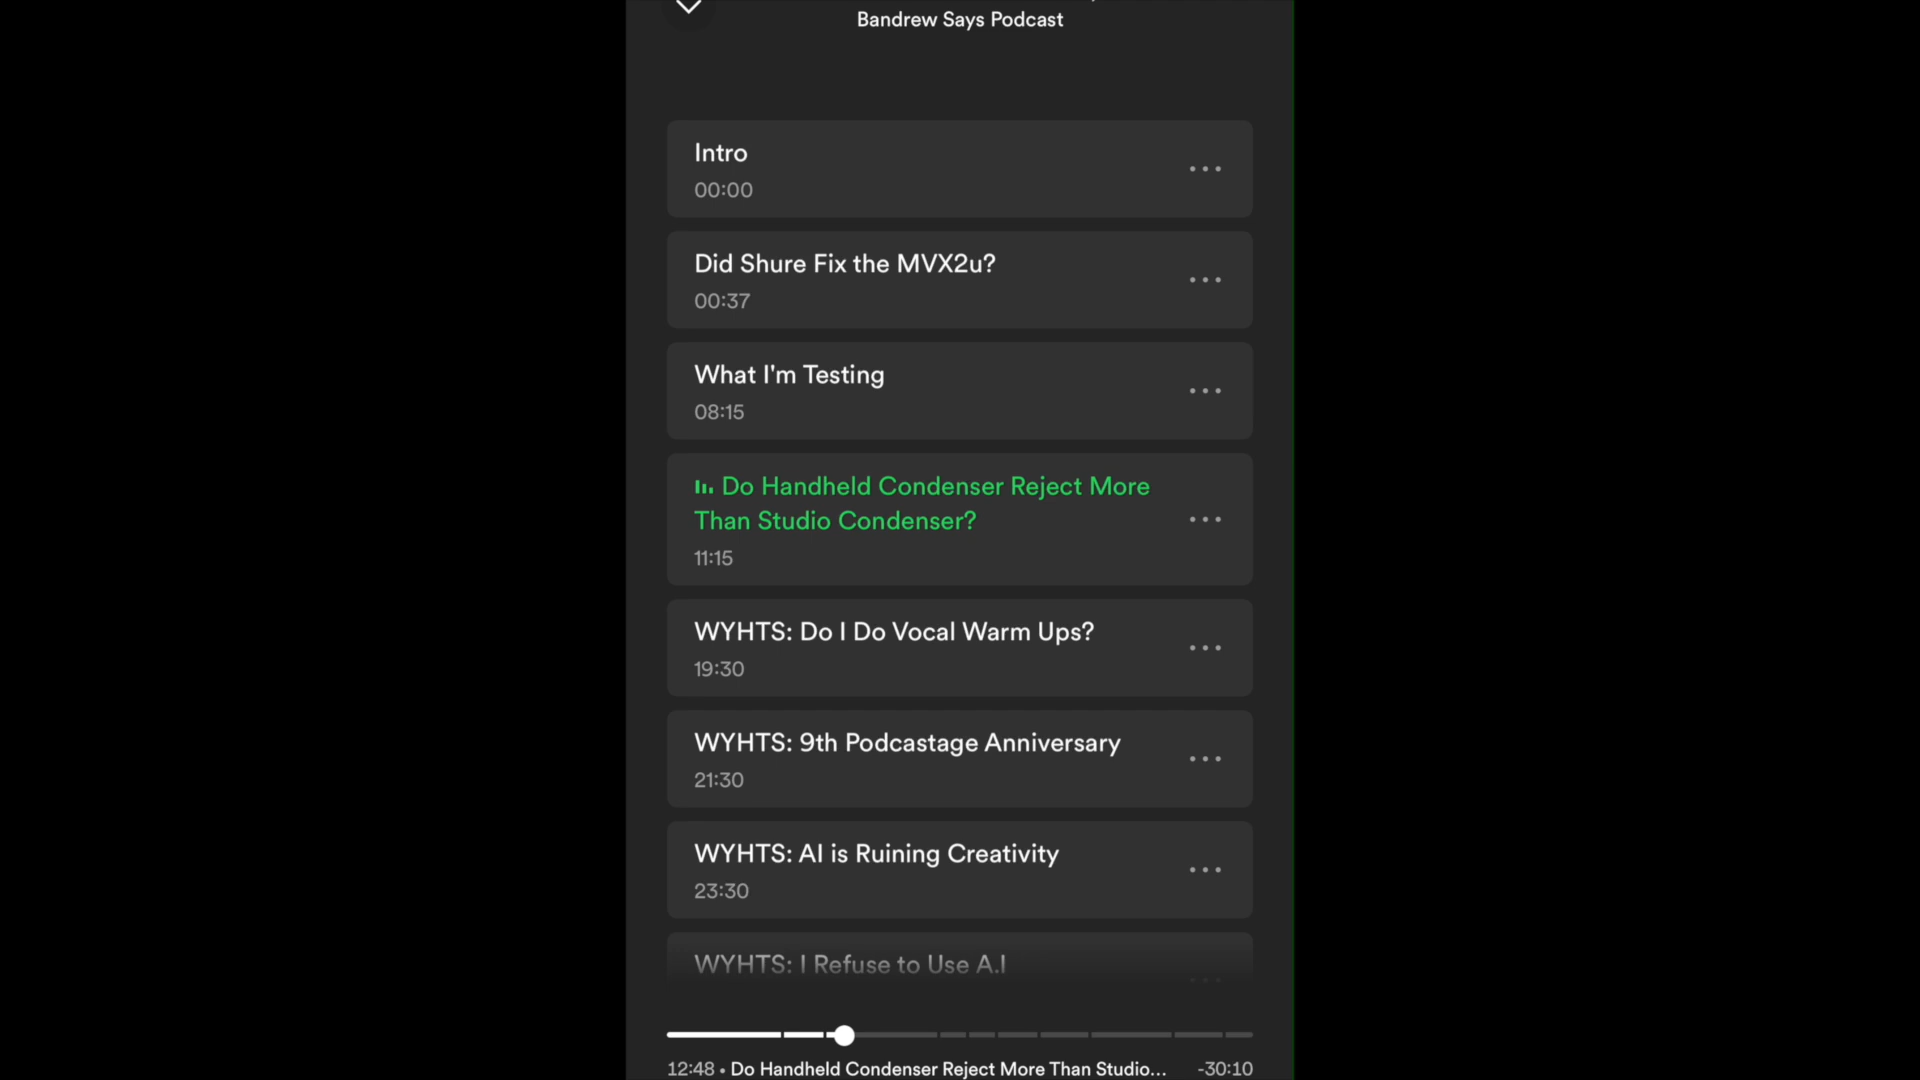 Bandrew Says Podcast
Intro
00:00
Did Shure Fix the MVX2u?
00:37
What I'm Testing
08:15
Do Handheld Condenser Reject More
Than Studio Condenser?
11:15
WYHTS: Do I Do Vocal Warm Ups?
19:30
WYHTS: 9th Podcastage Anniversary
21:30
WYHTS: AI is Ruining Creativity
23:30
WYHTS: I Refuse to Use A.I
12:48 • Do Handheld Condenser Reject More Than Studio... -30:10